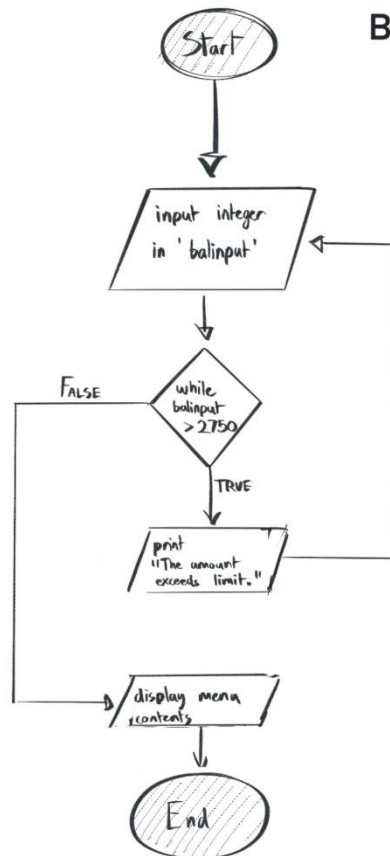 B
Start
input integer
in 'balinput'
while
balinput
> 2750
FALSE
TRUE
print
"The amount
exceeds limit."
display menu
contents
End